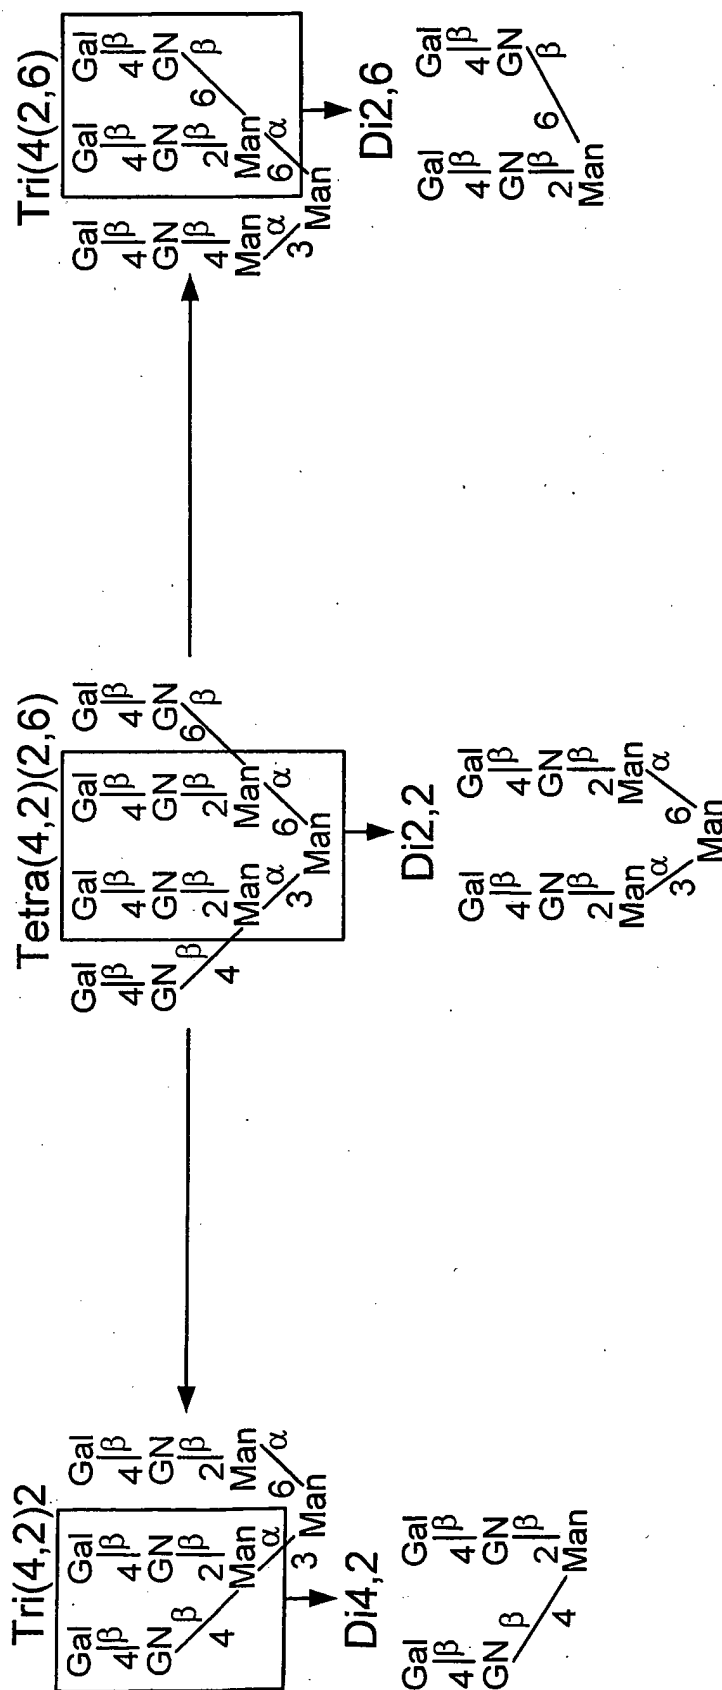 Tri(4,2)2
Gal Gal Gal
4 β 4 β 4 β
GN GN GN
β 2 β 2 β
4 Man α Man α
3 6
Man
Di4,2
Gal Gal
4 β 4 β
GN GN
β 2 β
4 Man
Tetra(4,2)(2,6)
Gal Gal Gal Gal
4 β 4 β 4 β 4 β
GN GN GN GN
β 2 β 2 β 6 β
4 Man α Man α
3 6
Man
Di2,2
Gal Gal
4 β 4 β
GN GN
2 β 2 β
Man α Man α
3 6
Man
Tri(4(2,6)
Gal Gal Gal
4 β 4 β 4 β
GN GN GN
4 β 2 β 6 β
Man α Man α
3 6
Man
Di2,6
Gal Gal
4 β 4 β
GN GN
2 β 6 β
Man